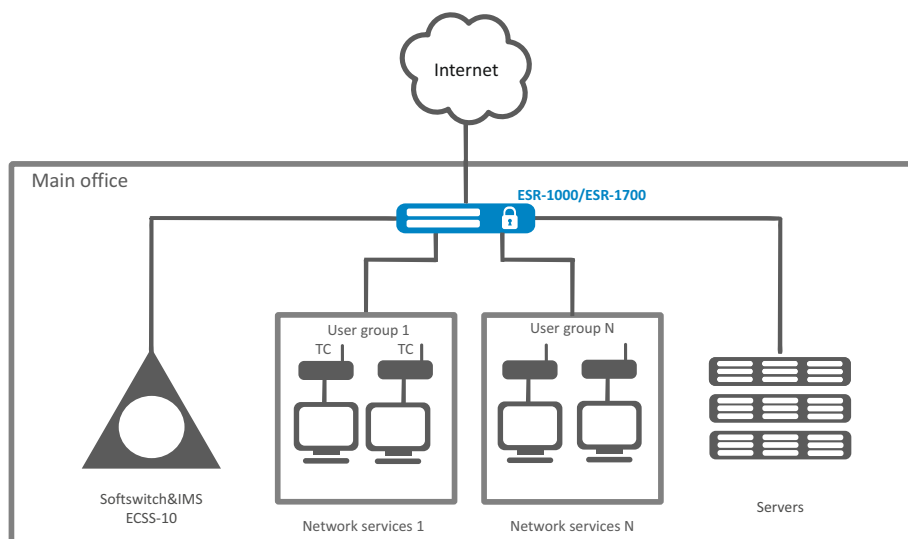 Internet
Main office
ESR-1000/ESR-1700
User group 1
TC TC
User group N
Softswitch&IMS
ECSS-10
Network services 1
Network services N
Servers